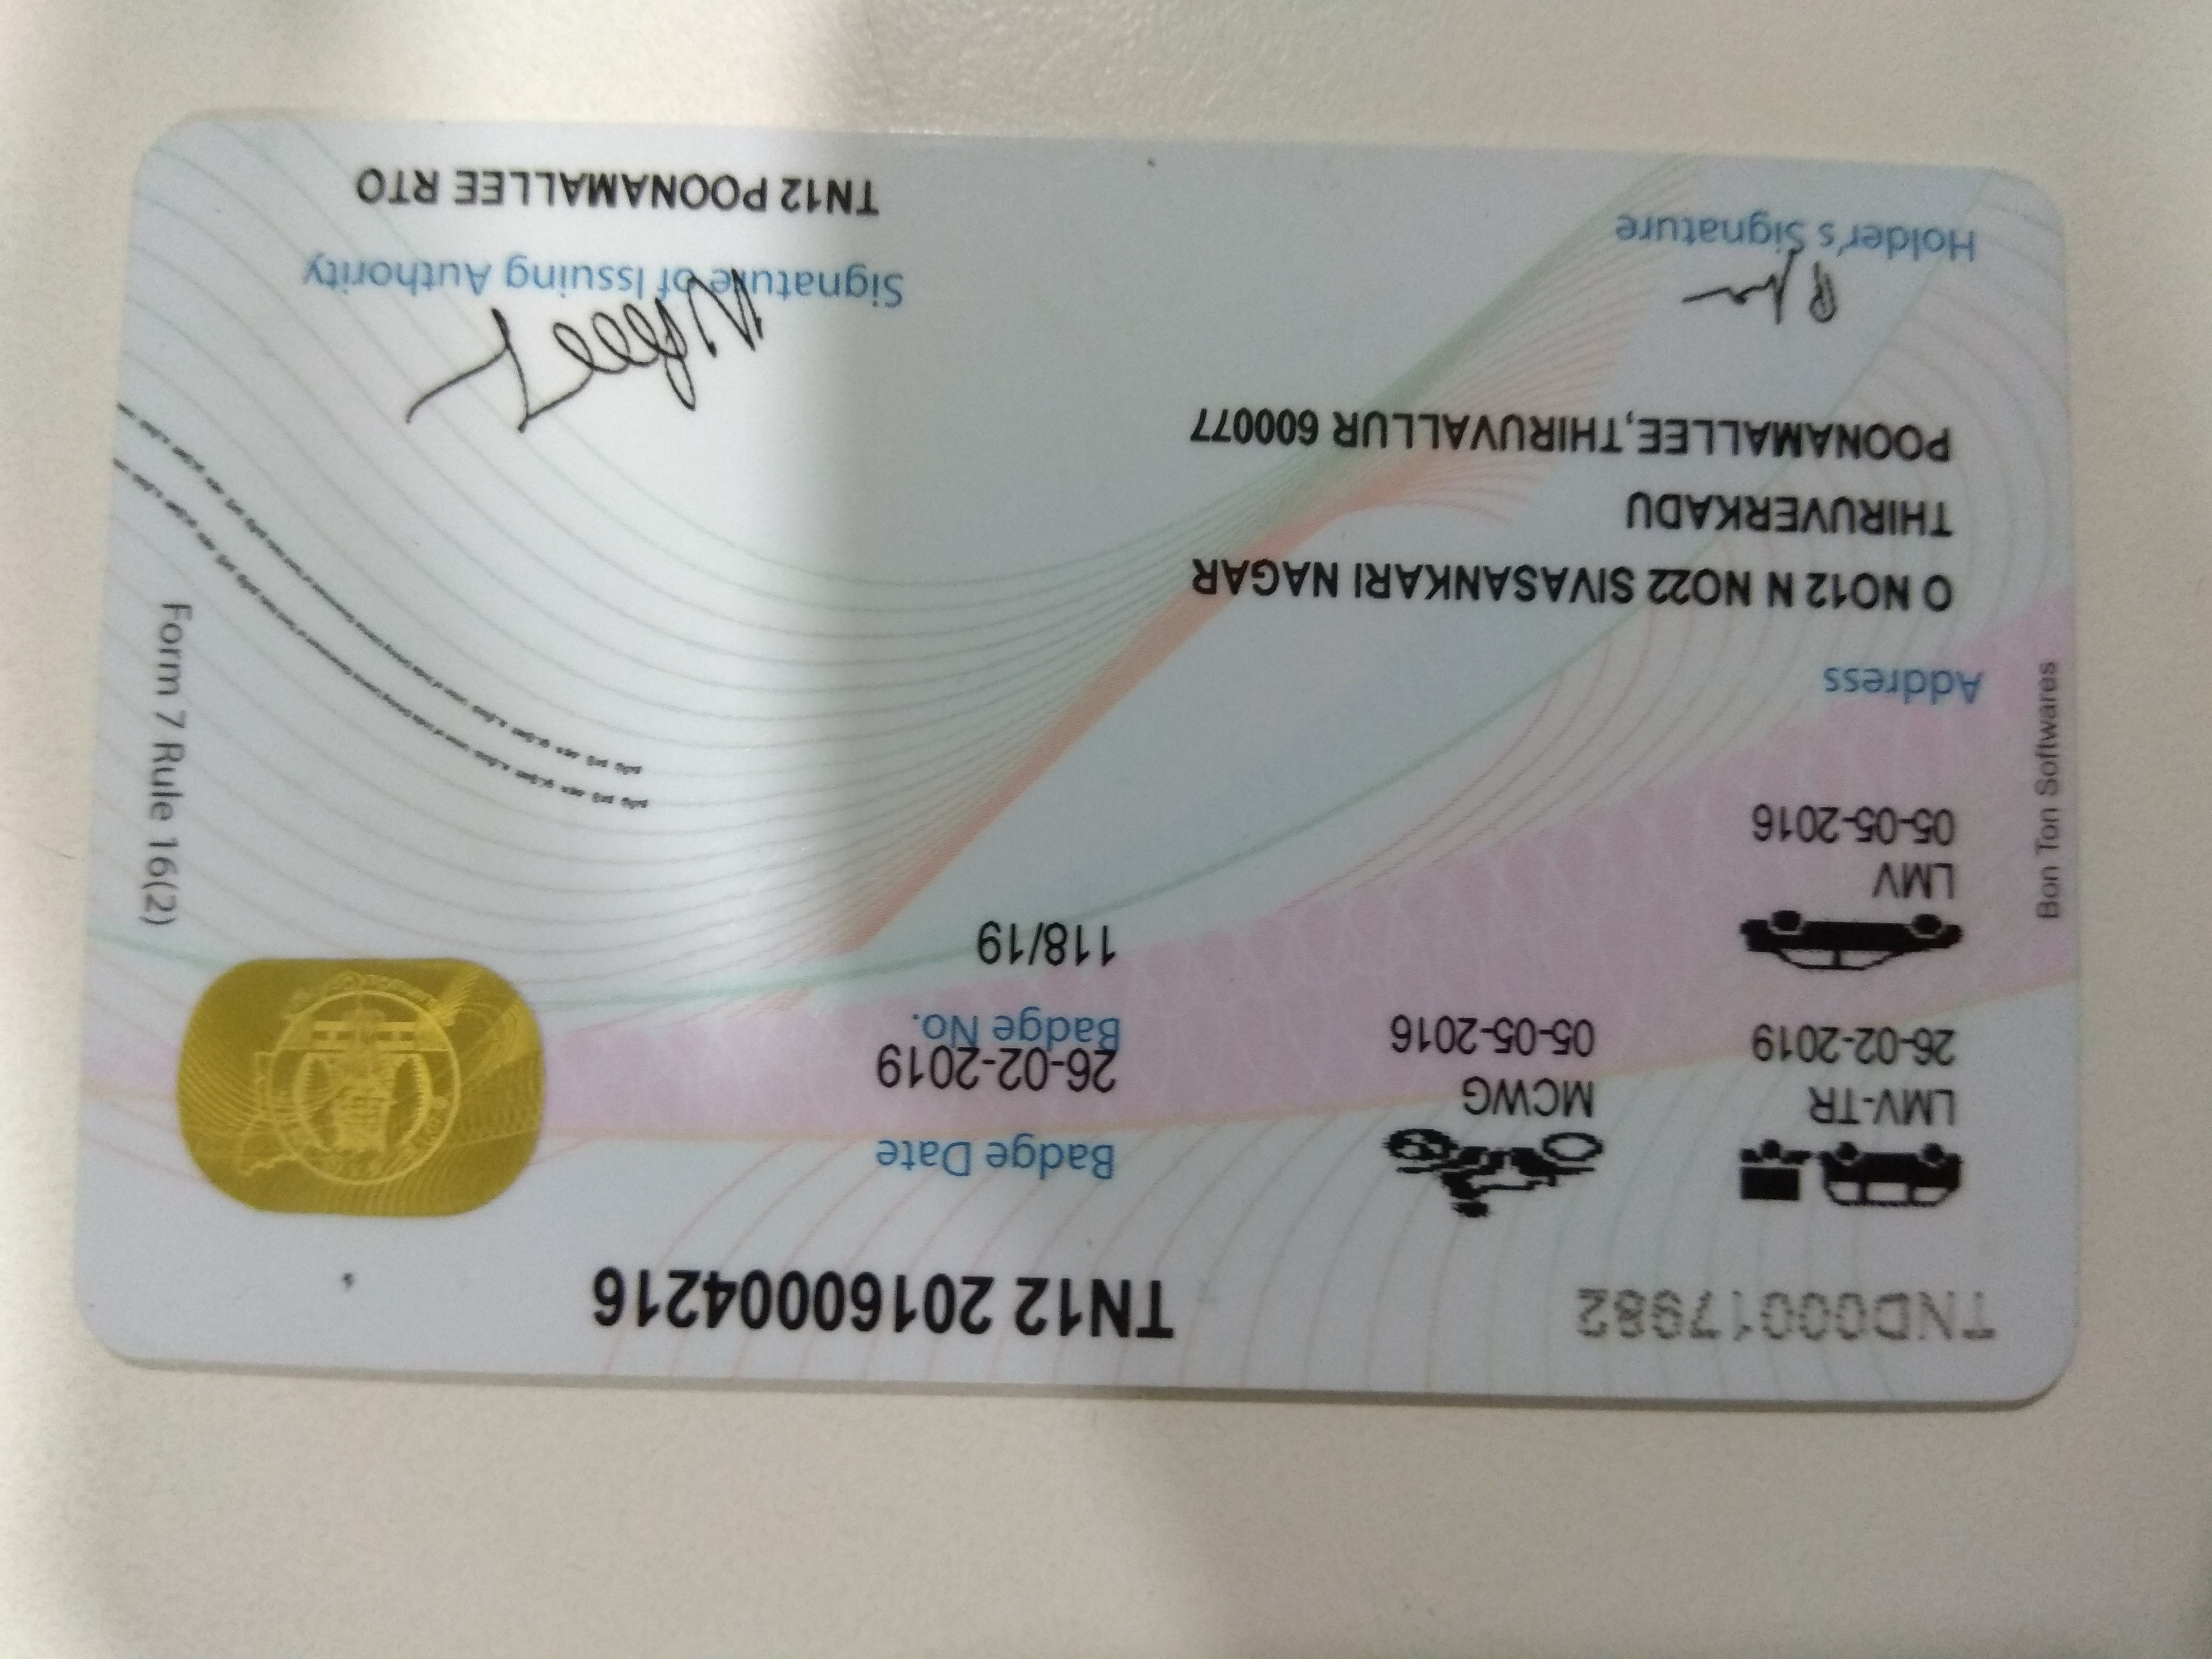 TND00017982
TN12 20160004216
LMV-TR
26-02-2019
MCWG
05-05-2016
Badge Date
26-02-2019
Badge No.
118/19
LMV
05-05-2016
Address
O NO12 N NO22 SIVASANKARI NAGAR
THIRUVERKADU
POONAMALLEE,THIRUVALLUR 600077
Holder's Signature
Signature of Issuing Authority
TN12 POONAMALLEE RTO
Form 7 Rule 16(2)
Bon Ton Softwares